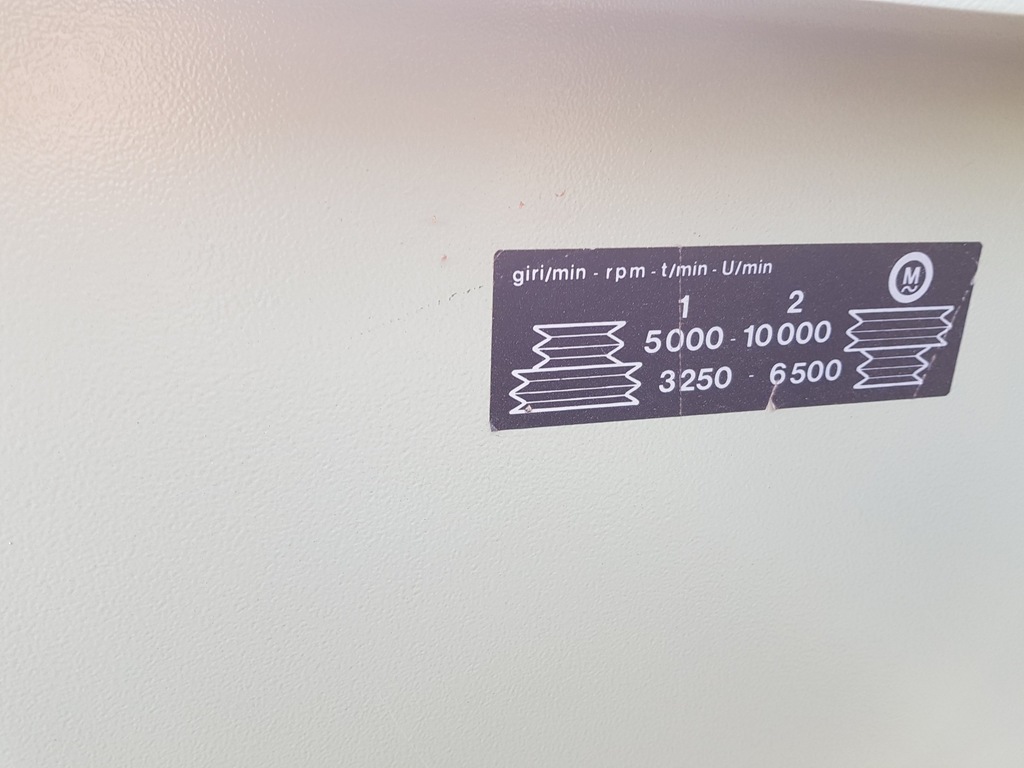 giri/min - rpm - t/min - U/min
M
1 2
5000 - 10000
3250 - 6500